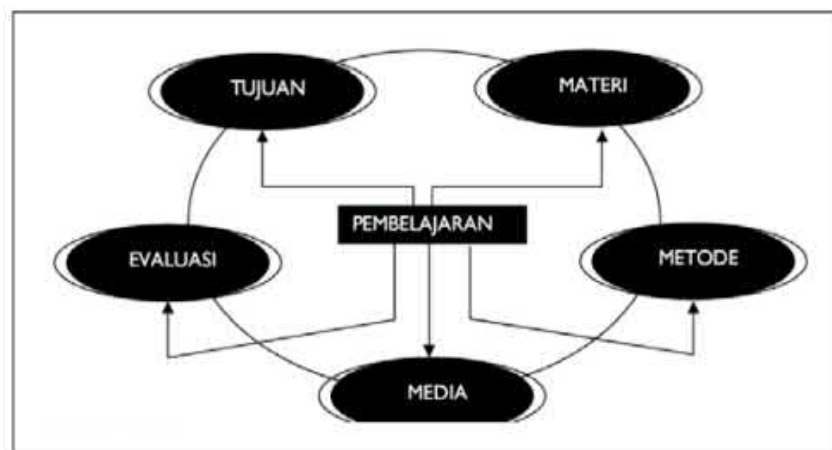 TUJUAN
MATERI
PEMBELAJARAN
EVALUASI
METODE
MEDIA